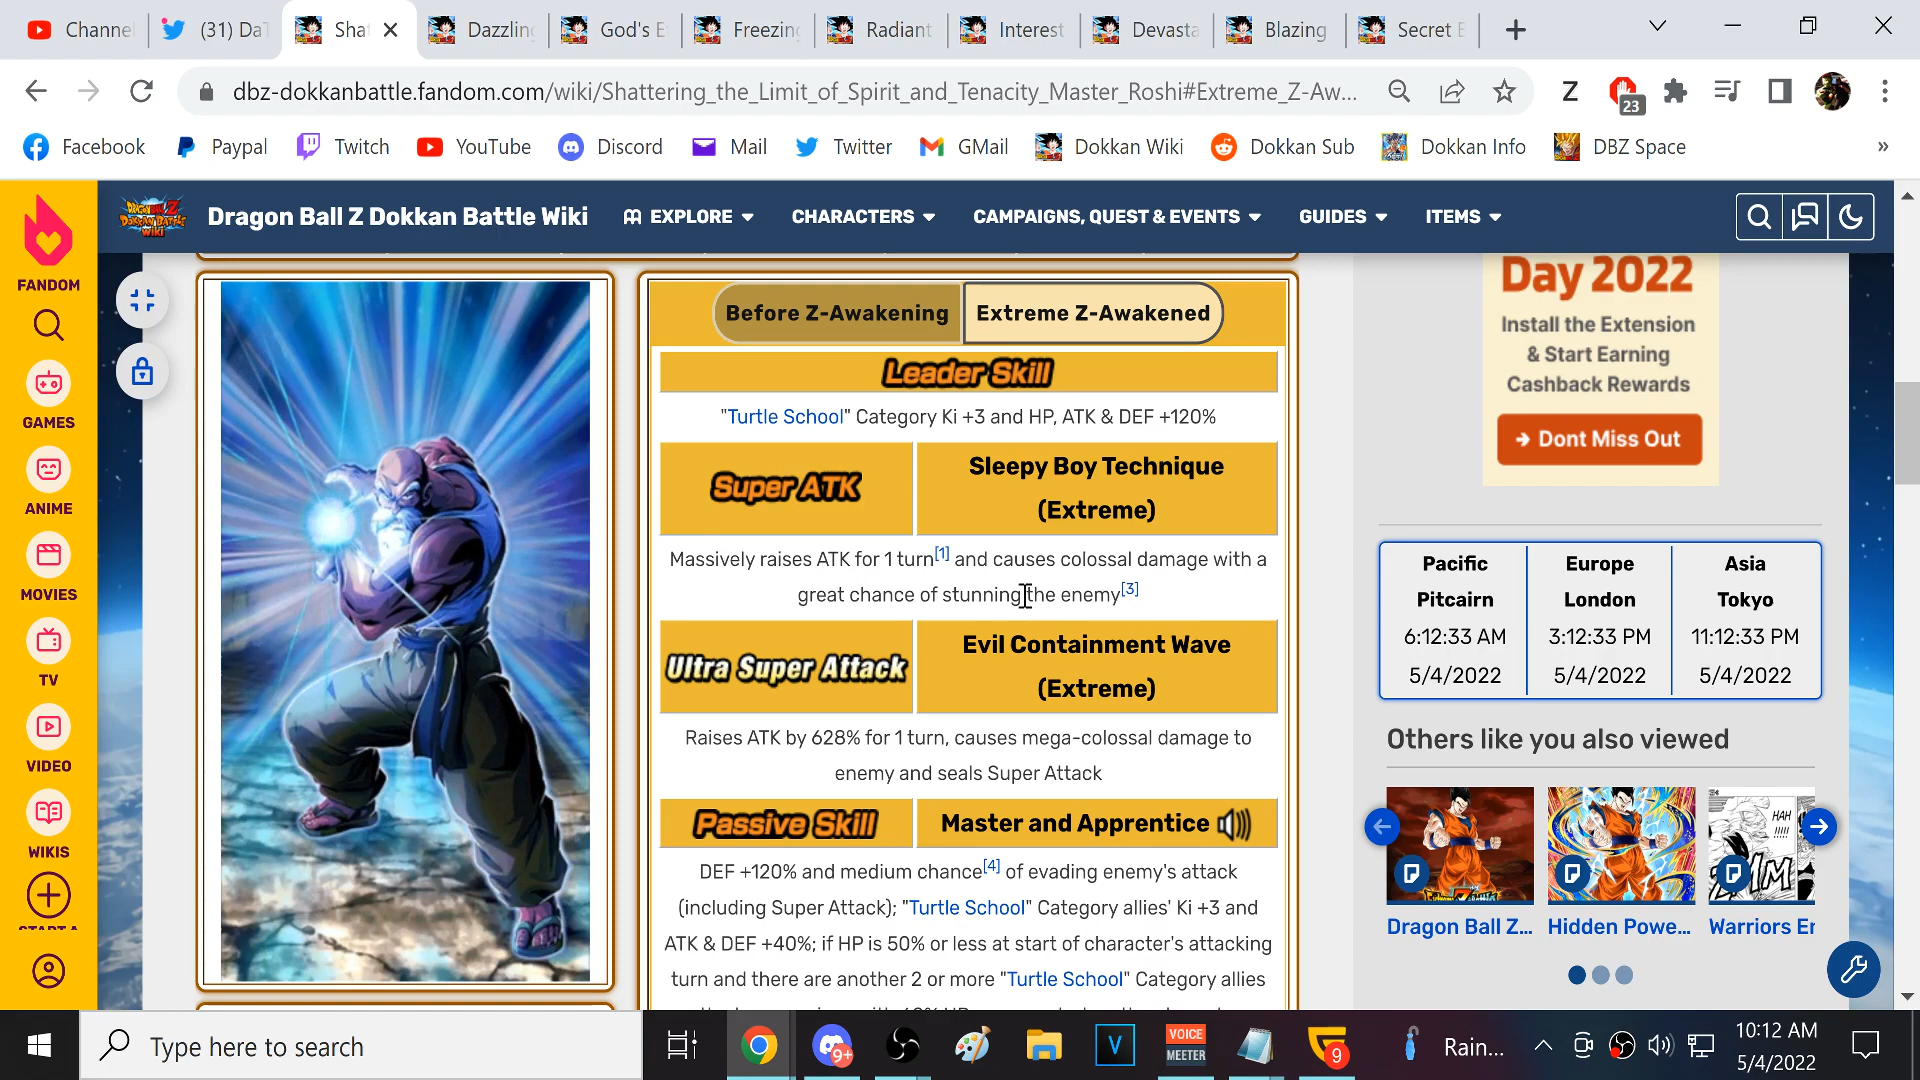 Channe
(31) Da
Sha
Dazzlin
God's E
Freezing
Radiant
Interest
Devasta
Blazing
Secret E
dbz-dokkanbattle.fandom.com/wiki/Shattering_the_Limit_of_Spirit_and_Tenacity_Master_Roshi#Extreme_Z-Aw...
Z
23
Facebook
Paypal
Twitch
YouTube
Discord
Mail
Twitter
GMail
Dokkan Wiki
Dokkan Sub
Dokkan Info
DBZ Space
»
Dragon Ball Z Dokkan Battle Wiki
EXPLORE
CHARACTERS
CAMPAIGNS, QUEST & EVENTS
GUIDES
ITEMS
FANDOM
GAMES
ANIME
MOVIES
TV
VIDEO
WIKIS
START A
Before Z-Awakening
Extreme Z-Awakened
Leader Skill
"Turtle School" Category Ki +3 and HP, ATK & DEF +120%
Super ATK
Sleepy Boy Technique
(Extreme)
Massively raises ATK for 1 turn[1] and causes colossal damage with a
great chance of stunning the enemy[3]
Ultra Super Attack
Evil Containment Wave
(Extreme)
Raises ATK by 628% for 1 turn, causes mega-colossal damage to
enemy and seals Super Attack
Passive Skill
Master and Apprentice
DEF +120% and medium chance[4] of evading enemy's attack
(including Super Attack); "Turtle School" Category allies' Ki +3 and
ATK & DEF +40%; if HP is 50% or less at start of character's attacking
turn and there are another 2 or more "Turtle School" Category allies
Day 2022
Install the Extension
& Start Earning
Cashback Rewards
Dont Miss Out
Pacific
Pitcairn
6:12:33 AM
5/4/2022
Europe
London
3:12:33 PM
5/4/2022
Asia
Tokyo
11:12:33 PM
5/4/2022
Others like you also viewed
HAH
!!!!!
Dragon Ball Z...
Hidden Powe...
Warriors Er
Type here to search
9+
V
VOICE
MEETER
9
Rain...
10:12 AM
5/4/2022